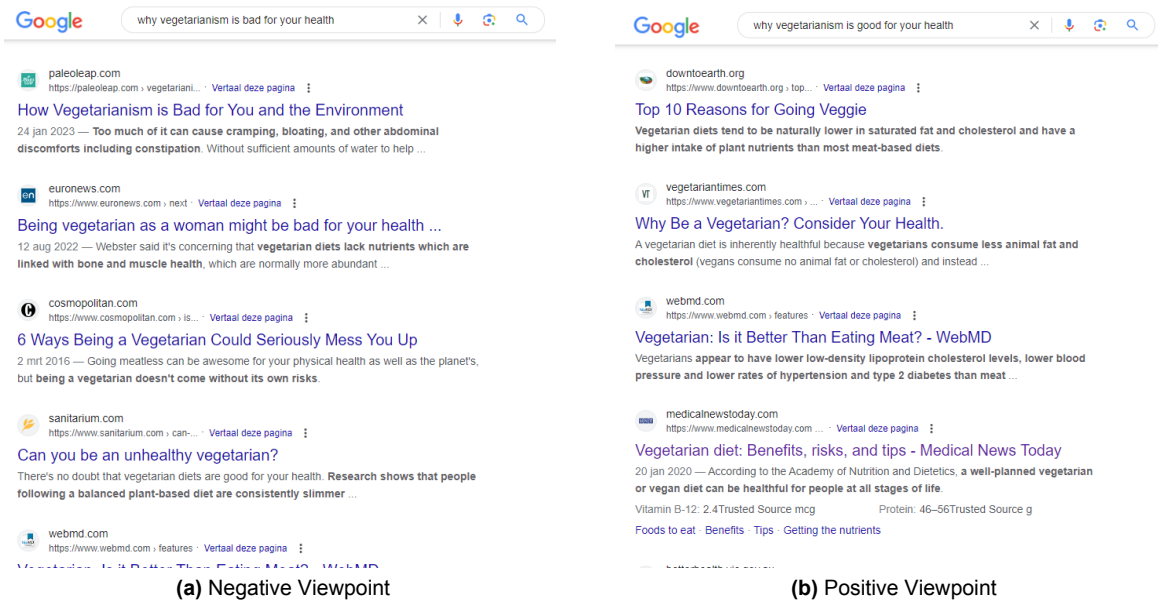 Google
why vegetarianism is bad for your health
paleoleap.com
https://paleoleap.com › vegetariani... · Vertaal deze pagina
How Vegetarianism is Bad for You and the Environment
24 jan 2023 — Too much of it can cause cramping, bloating, and other abdominal
discomforts including constipation. Without sufficient amounts of water to help ...
en
euronews.com
https://www.euronews.com › next · Vertaal deze pagina
Being vegetarian as a woman might be bad for your health ...
12 aug 2022 — Webster said it's concerning that vegetarian diets lack nutrients which are
linked with bone and muscle health, which are normally more abundant ...
C
cosmopolitan.com
https://www.cosmopolitan.com › is... · Vertaal deze pagina
6 Ways Being a Vegetarian Could Seriously Mess You Up
2 mrt 2016 — Going meatless can be awesome for your physical health as well as the planet's,
but being a vegetarian doesn't come without its own risks.
sanitarium.com
https://www.sanitarium.com › can-... · Vertaal deze pagina
Can you be an unhealthy vegetarian?
There's no doubt that vegetarian diets are good for your health. Research shows that people
following a balanced plant-based diet are consistently slimmer ...
webmd.com
https://www.webmd.com › features · Vertaal deze pagina
Vegetarian: Is it Better Than Eating Meat? - WebMD
(a) Negative Viewpoint
Google
why vegetarianism is good for your health
downtoearth.org
https://www.downtoearth.org › top... · Vertaal deze pagina
Top 10 Reasons for Going Veggie
Vegetarian diets tend to be naturally lower in saturated fat and cholesterol and have a
higher intake of plant nutrients than most meat-based diets.
VT
vegetariantimes.com
https://www.vegetariantimes.com › ... · Vertaal deze pagina
Why Be a Vegetarian? Consider Your Health.
A vegetarian diet is inherently healthful because vegetarians consume less animal fat and
cholesterol (vegans consume no animal fat or cholesterol) and instead ...
webmd.com
https://www.webmd.com › features · Vertaal deze pagina
Vegetarian: Is it Better Than Eating Meat? - WebMD
Vegetarians appear to have lower low-density lipoprotein cholesterol levels, lower blood
pressure and lower rates of hypertension and type 2 diabetes than meat ...
medicalnewstoday.com
https://www.medicalnewstoday.com ... · Vertaal deze pagina
Vegetarian diet: Benefits, risks, and tips - Medical News Today
20 jan 2020 — According to the Academy of Nutrition and Dietetics, a well-planned vegetarian
or vegan diet can be healthful for people at all stages of life.
Vitamin B-12: 2.4Trusted Source mcg Protein: 46–56Trusted Source g
Foods to eat · Benefits · Tips · Getting the nutrients
(b) Positive Viewpoint